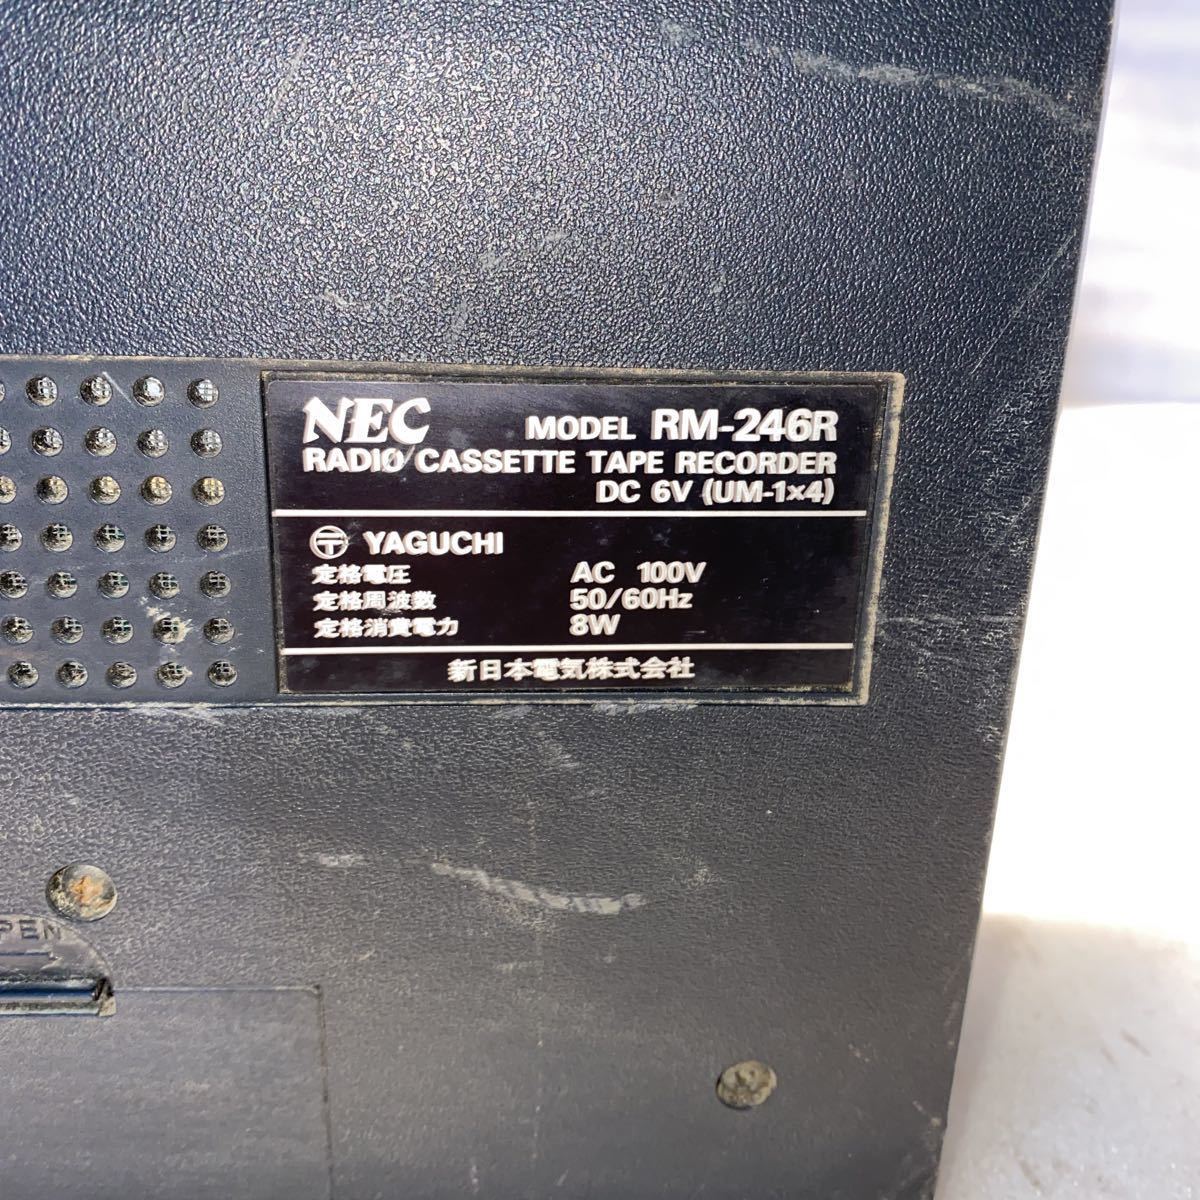 NEC MODEL RM-246R
RADIO CASSETTE TAPE RECORDER
DC 6V (UM-1×4)
〒 YAGUCHI
定格電圧 AC 100V
定格周波数 50/60Hz
定格消費電力 8W
新日本電気株式会社
PEN